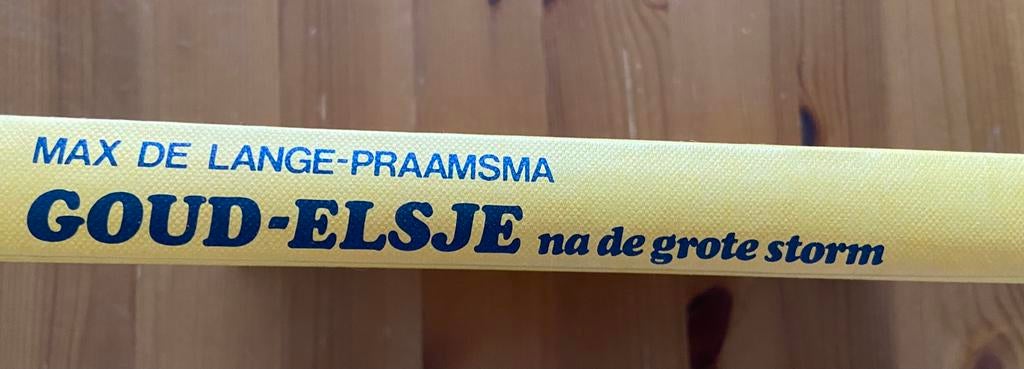 MAX DE LANGE-PRAAMSMA
GOUD-ELSJE na de grote storm